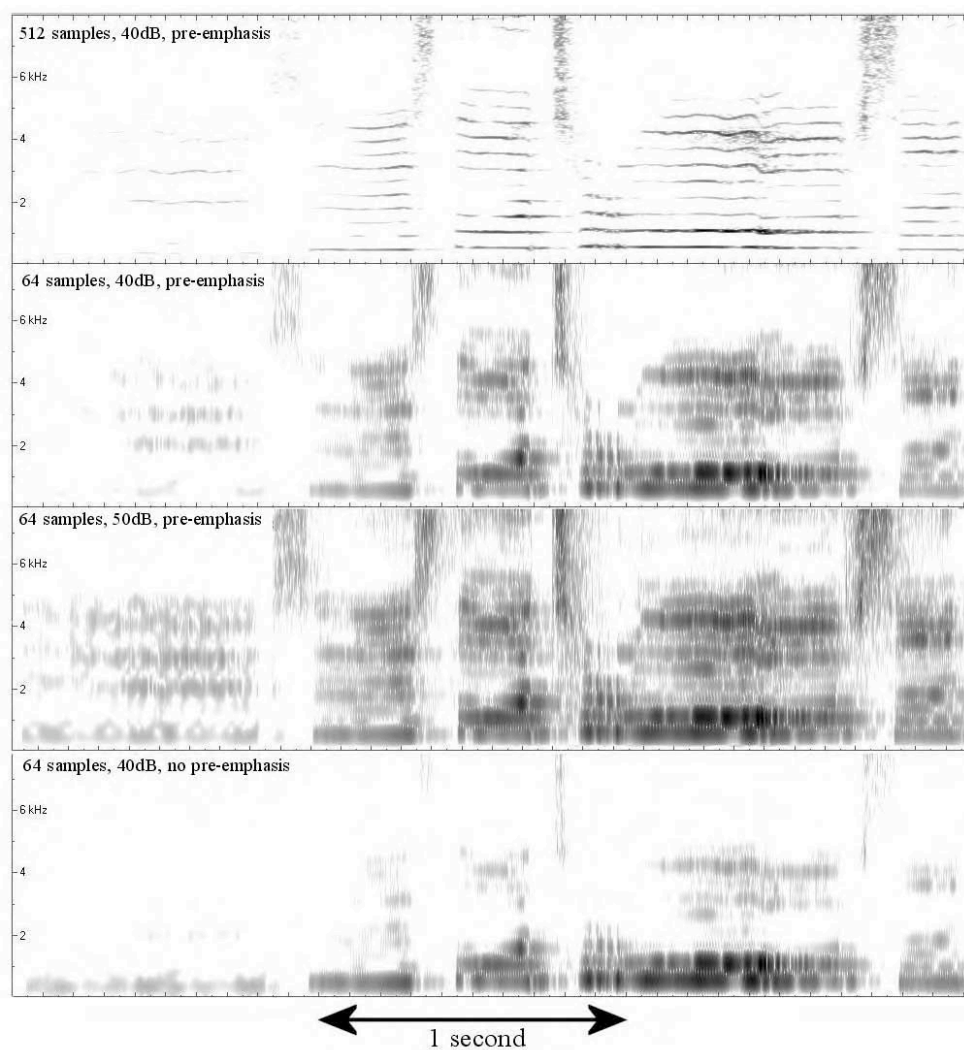 512 samples, 40dB, pre-emphasis
6 kHz
4
2
64 samples, 40dB, pre-emphasis
6 kHz
4
2
64 samples, 50dB, pre-emphasis
6 kHz
4
2
64 samples, 40dB, no pre-emphasis
6 kHz
4
2
1 second